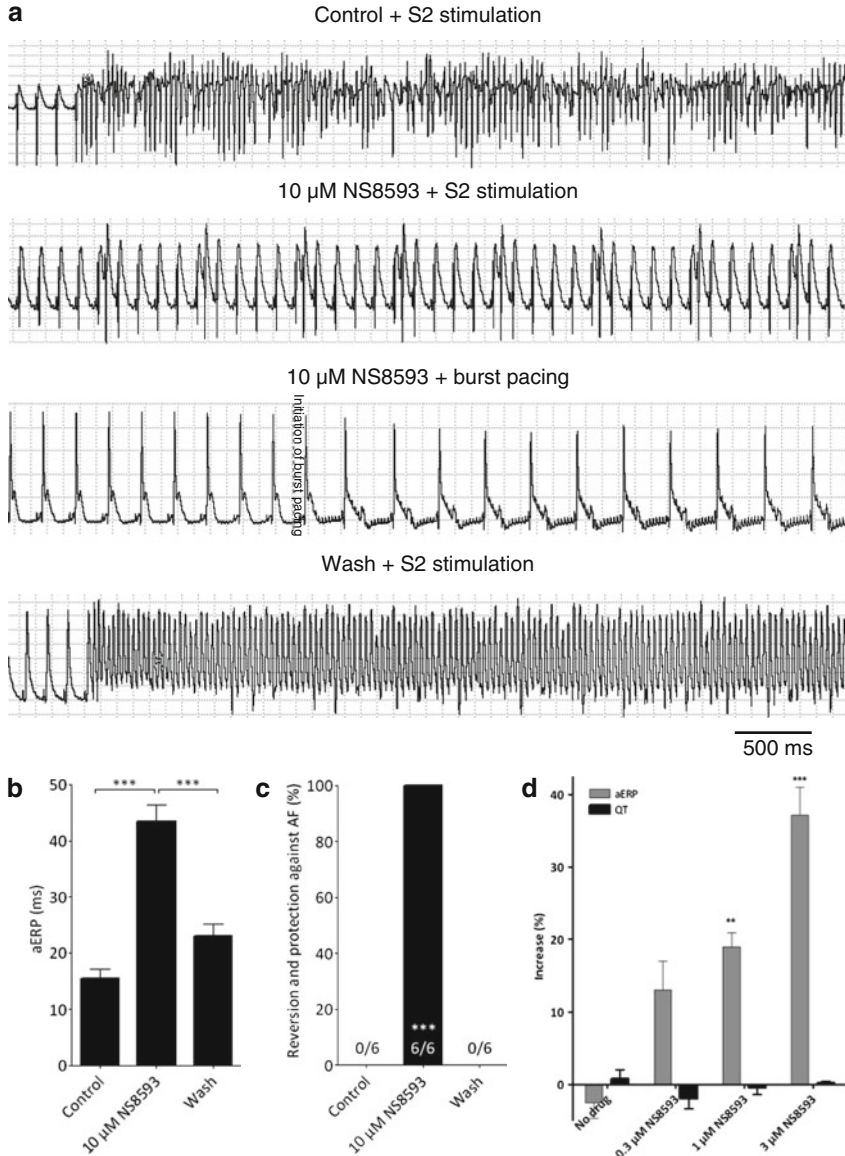 a
Control + S2 stimulation
10 µM NS8593 + S2 stimulation
10 µM NS8593 + burst pacing
Initiation of burst pacing
Wash + S2 stimulation
500 ms
b
50
40
30
20
10
0
aERP (ms)
***
***
Control
10 µM NS8593
Wash
c
100
80
60
40
20
0
Reversion and protection against AF (%)
0/6
***
6/6
0/6
Control
10 µM NS8593
Wash
d
aERP
QT
40
30
20
10
0
Increase (%)
**
***
No drug
0.3 µM NS8593
1 µM NS8593
3 µM NS8593